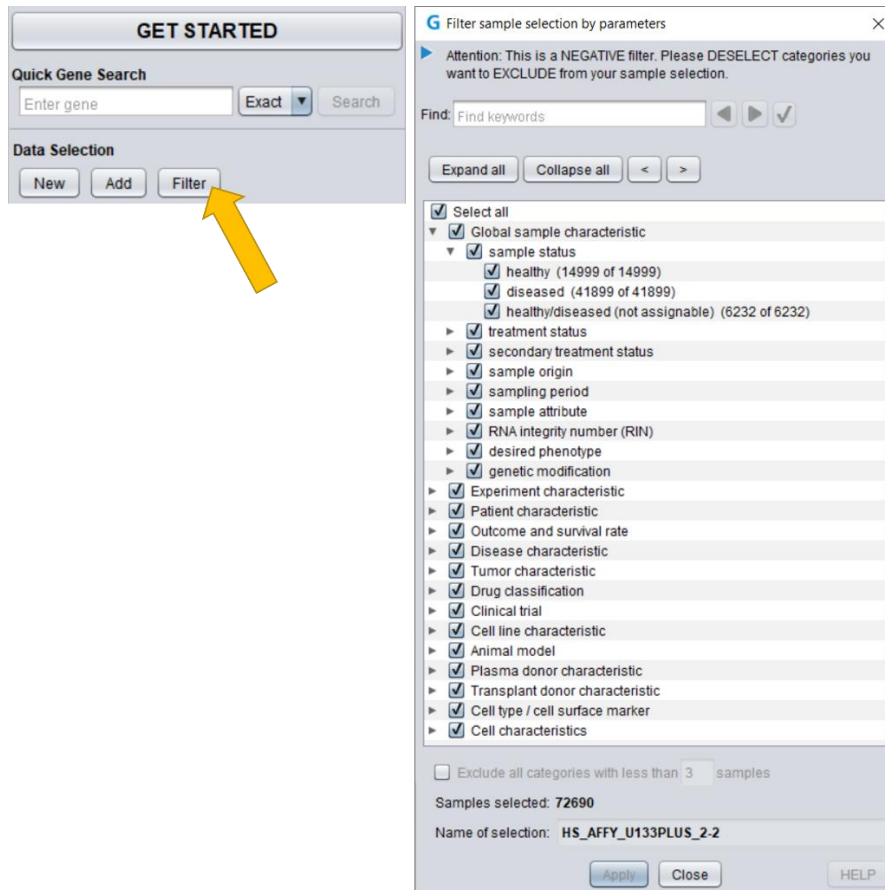 GET STARTED
Quick Gene Search
Enter gene
Exact
Search
Data Selection
New
Add
Filter
G Filter sample selection by parameters
Attention: This is a NEGATIVE filter. Please DESELECT categories you
want to EXCLUDE from your sample selection.
Find: Find keywords
Expand all
Collapse all
<
>
Select all
Global sample characteristic
sample status
healthy (14999 of 14999)
diseased (41899 of 41899)
healthy/diseased (not assignable) (6232 of 6232)
treatment status
secondary treatment status
sample origin
sampling period
sample attribute
RNA integrity number (RIN)
desired phenotype
genetic modification
Experiment characteristic
Patient characteristic
Outcome and survival rate
Disease characteristic
Tumor characteristic
Drug classification
Clinical trial
Cell line characteristic
Animal model
Plasma donor characteristic
Transplant donor characteristic
Cell type / cell surface marker
Cell characteristics
Exclude all categories with less than 3 samples
Samples selected: 72690
Name of selection: HS_AFFY_U133PLUS_2-2
Apply
Close
HELP